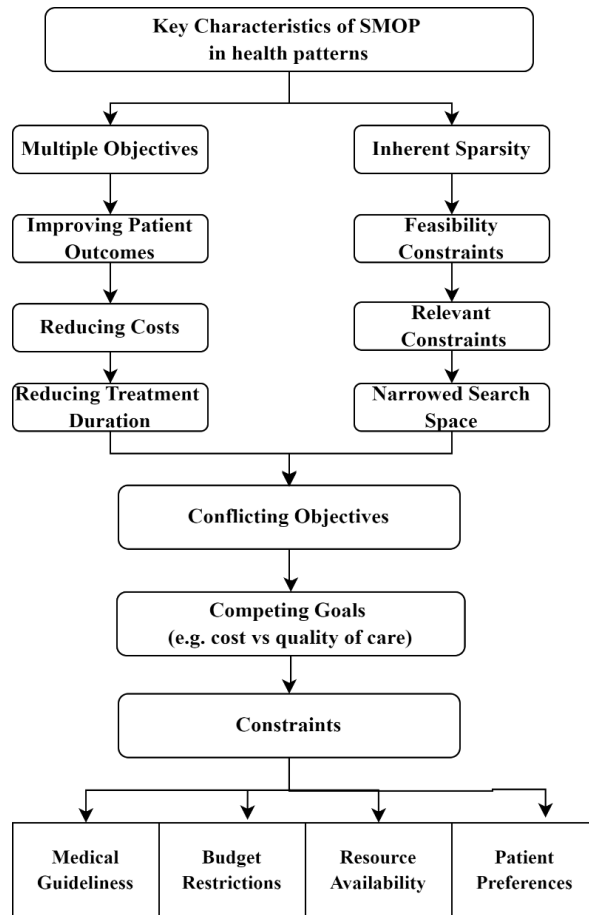 Key Characteristics of SMOP
in health patterns
Multiple Objectives
Inherent Sparsity
Improving Patient
Outcomes
Feasibility
Constraints
Reducing Costs
Relevant
Constraints
Reducing Treatment
Duration
Narrowed Search
Space
Conflicting Objectives
Competing Goals
(e.g. cost vs quality of care)
Constraints
Medical
Guideliness
Budget
Restrictions
Resource
Availability
Patient
Preferences